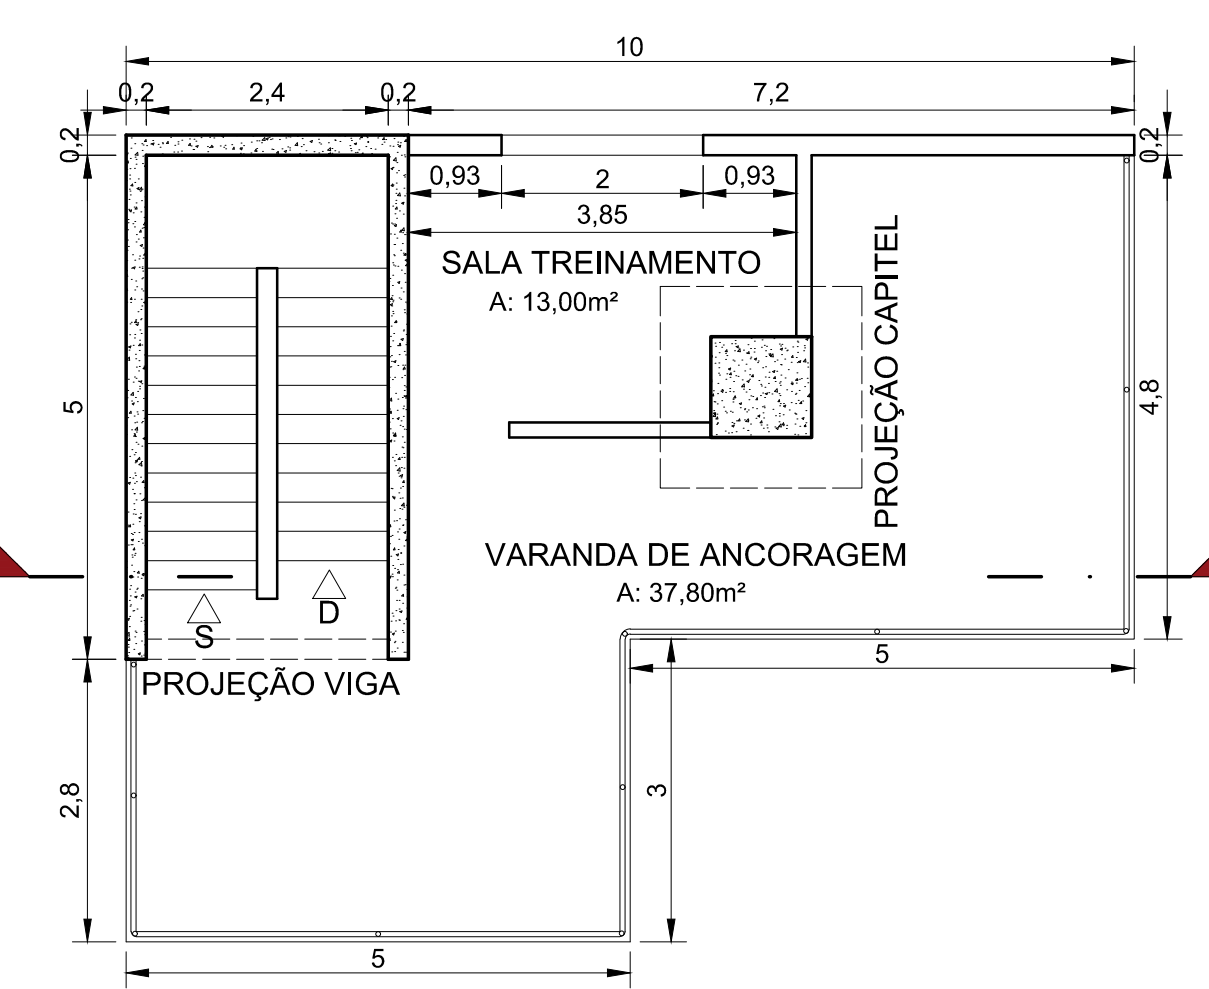 10
0,2
2,4
0,2
7,2
0,2
0,2
0,93
2
0,93
3,85
SALA TREINAMENTO
A: 13,00m²
PROJEÇÃO CAPITEL
5
4,8
VARANDA DE ANCORAGEM
A: 37,80m²
S
D
PROJEÇÃO VIGA
5
2,8
3
5